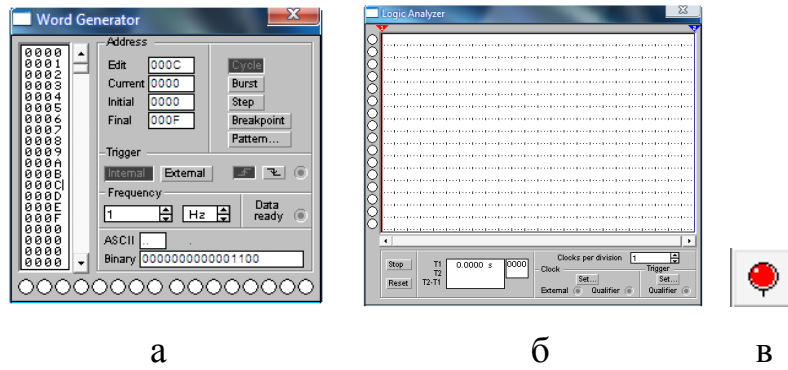 Word Generator
0000
0001
0002
0003
0004
0005
0006
0007
0008
0009
000A
000B
000C
000D
000E
000F
0000
0000
0000
0000
Address
Edit 000C
Current 0000
Initial 0000
Final 000F
Cycle
Burst
Step
Breakpoint
Pattern...
Trigger
Internal External
Frequency
1 Hz
Data
ready
ASCII .. .
Binary 0000000000001100
Logic Analyzer
1 2
Stop
Reset
T1 0.0000 s 0000
T2
T2-T1
Clocks per division 1
Clock
Set...
External Qualifier
Trigger
Set...
Qualifier
а б в